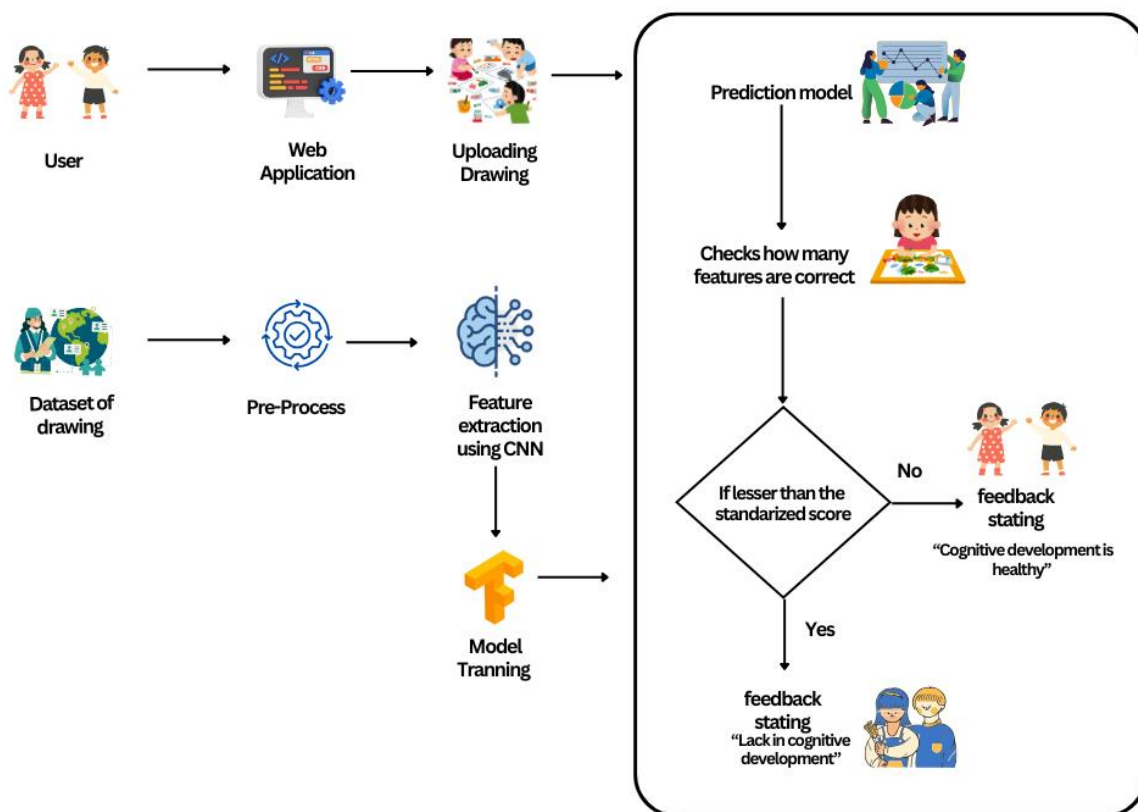 User
Web
Application
Uploading
Drawing
Dataset of
drawing
Pre-Process
Feature
extraction
using CNN
Model
Tranning
Prediction model
Checks how many
features are correct
If lesser than the
standarized score
No
feedback
stating
“Cognitive development is
healthy”
Yes
feedback
stating
“Lack in cognitive
development”